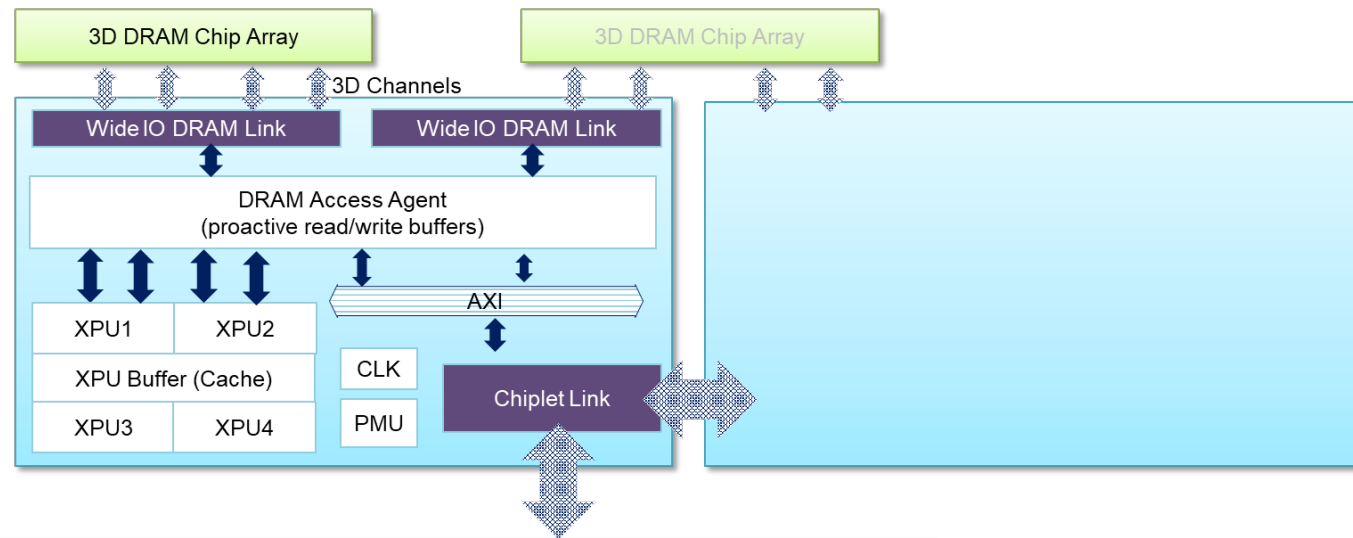 3D DRAM Chip Array
3D DRAM Chip Array
3D Channels
Wide IO DRAM Link
Wide IO DRAM Link
DRAM Access Agent
(proactive read/write buffers)
AXI
XPU1
XPU2
XPU Buffer (Cache)
XPU3
XPU4
CLK
PMU
Chiplet Link